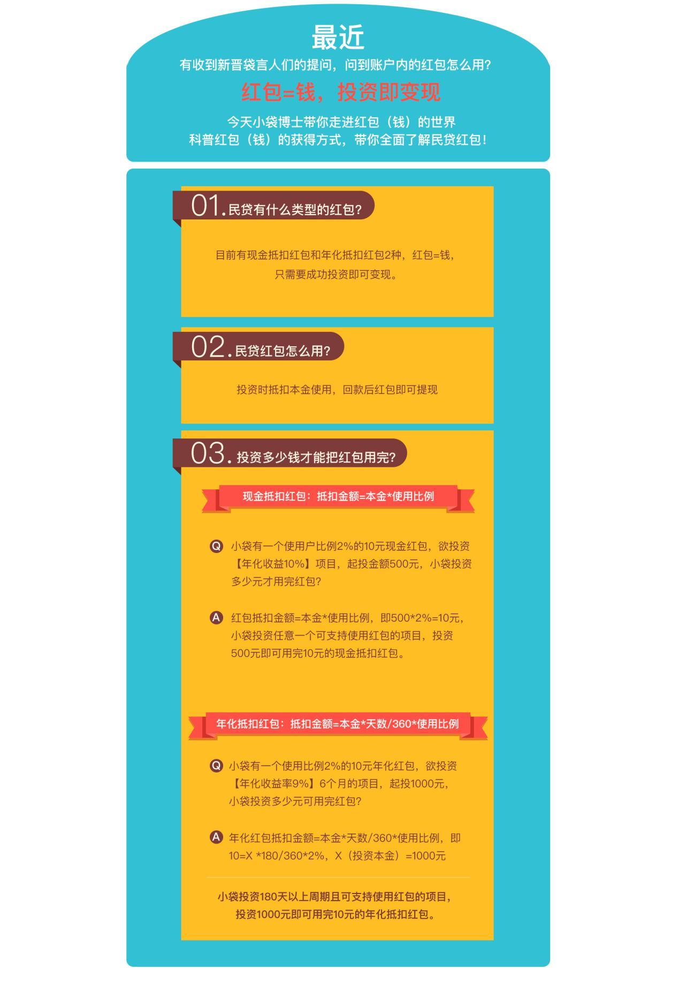 最近
有收到新晋袋言人们的提问，问到账户内的红包怎么用？
红包=钱，投资即变现
今天小袋博士带你走进红包（钱）的世界
科普红包（钱）的获得方式，带你全面了解民贷红包！
01.民贷有什么类型的红包？
目前有现金抵扣红包和年化抵扣红包2种，红包=钱，
只需要成功投资即可变现。
02.民贷红包怎么用？
投资时抵扣本金使用，回款后红包即可提现
03.投资多少钱才能把红包用完？
现金抵扣红包：抵扣金额=本金*使用比例
Q 小袋有一个使用户比例2%的10元现金红包，欲投资
【年化收益10%】项目，起投金额500元，小袋投资
多少元才用完红包？
A 红包抵扣金额=本金*使用比例，即500*2%=10元，
小袋投资任意一个可支持使用红包的项目，投资
500元即可用完10元的现金抵扣红包。
年化抵扣红包：抵扣金额=本金*天数/360*使用比例
Q 小袋有一个使用比例2%的10元年化红包，欲投资
【年化收益率9%】6个月的项目，起投1000元，
小袋投资多少元可用完红包？
A 年化红包抵扣金额=本金*天数/360*使用比例，即
10=X *180/360*2%，X（投资本金）=1000元
小袋投资180天以上周期且可支持使用红包的项目，
投资1000元即可用完10元的年化抵扣红包。